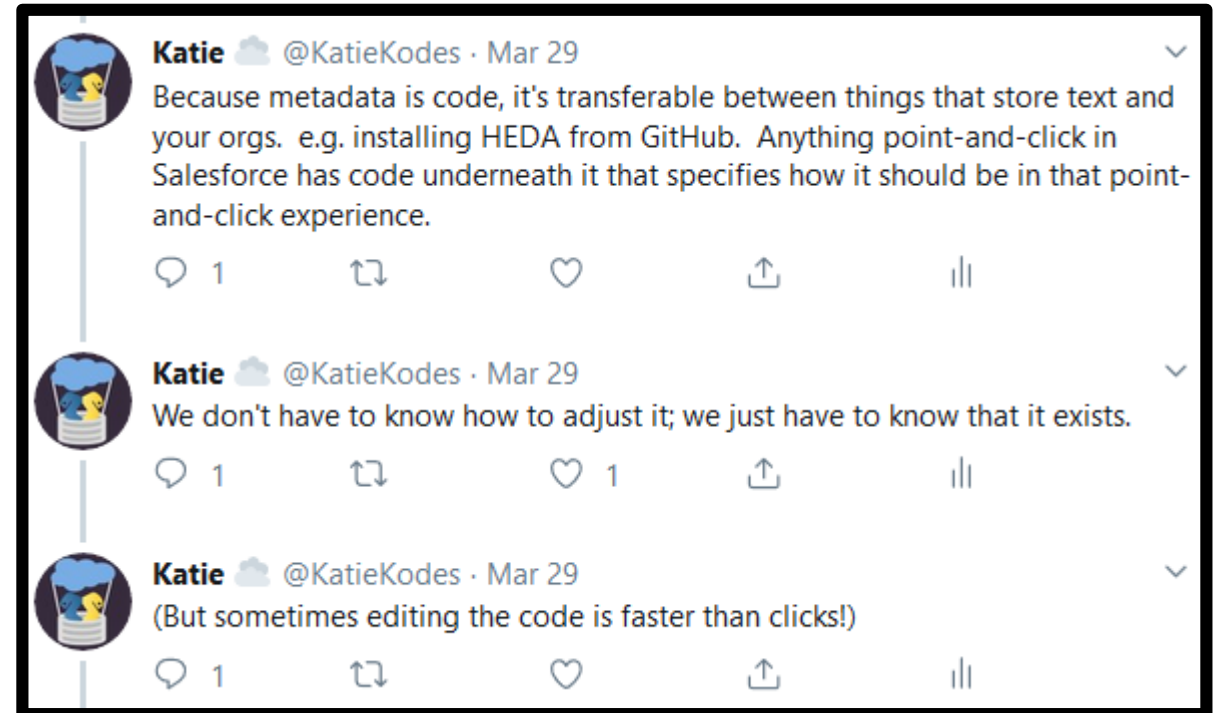 Katie ☁️ @KatieKodes · Mar 29
Because metadata is code, it's transferable between things that store text and
your orgs.  e.g. installing HEDA from GitHub.  Anything point-and-click in
Salesforce has code underneath it that specifies how it should be in that point-
and-click experience.
1
Katie ☁️ @KatieKodes · Mar 29
We don't have to know how to adjust it; we just have to know that it exists.
1 1
Katie ☁️ @KatieKodes · Mar 29
(But sometimes editing the code is faster than clicks!)
1